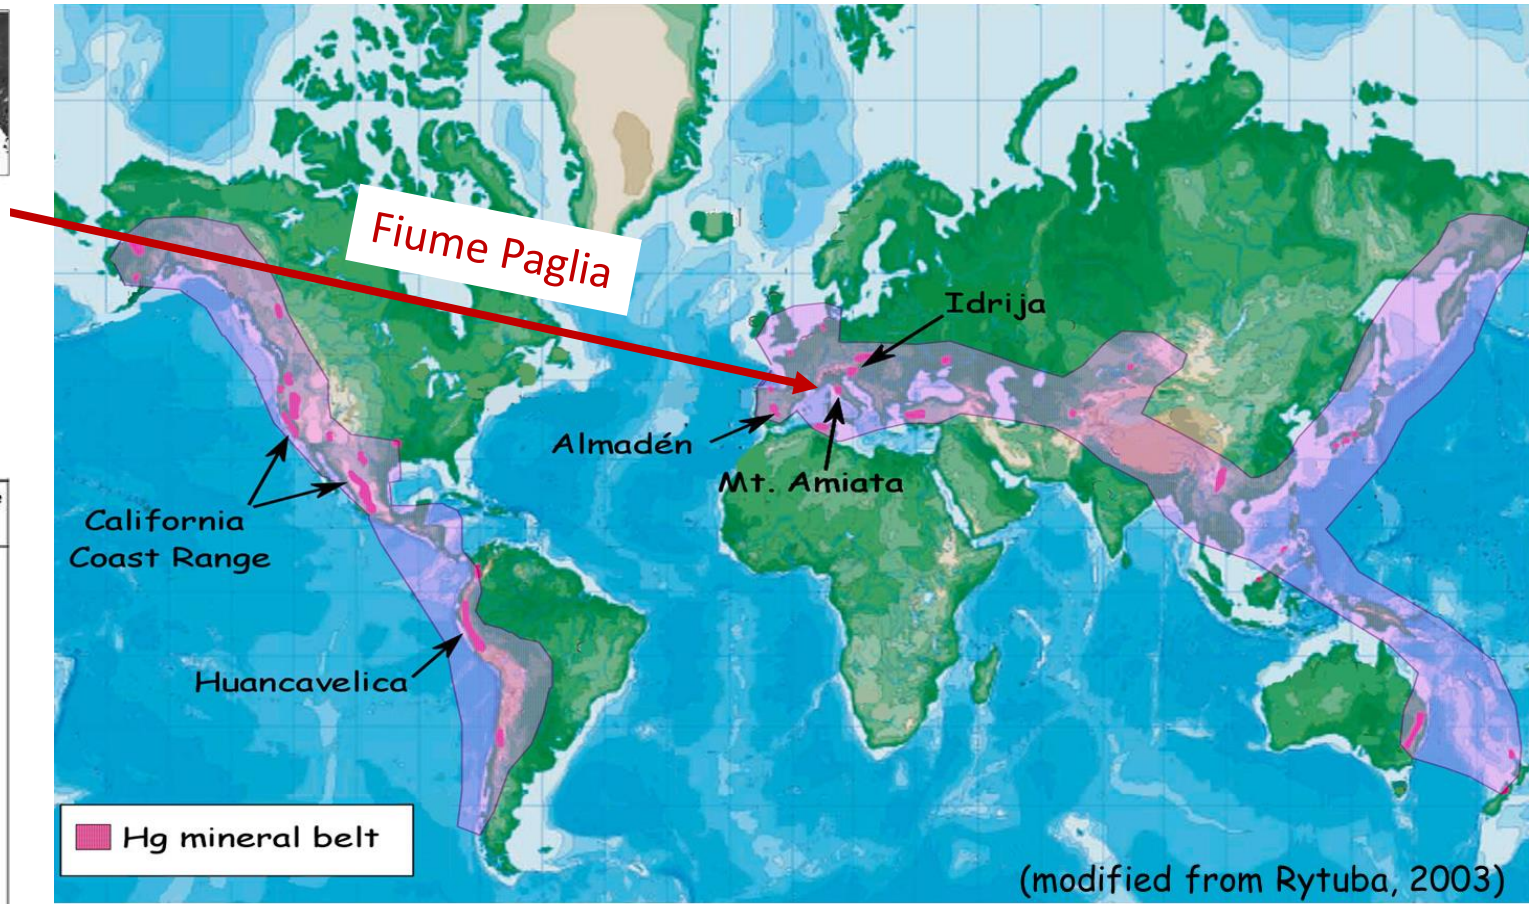 Fiume Paglia
Idrija
Almadén
Mt. Amiata
California
Coast Range
Huancavelica
Hg mineral belt
(modified from Rytuba, 2003)